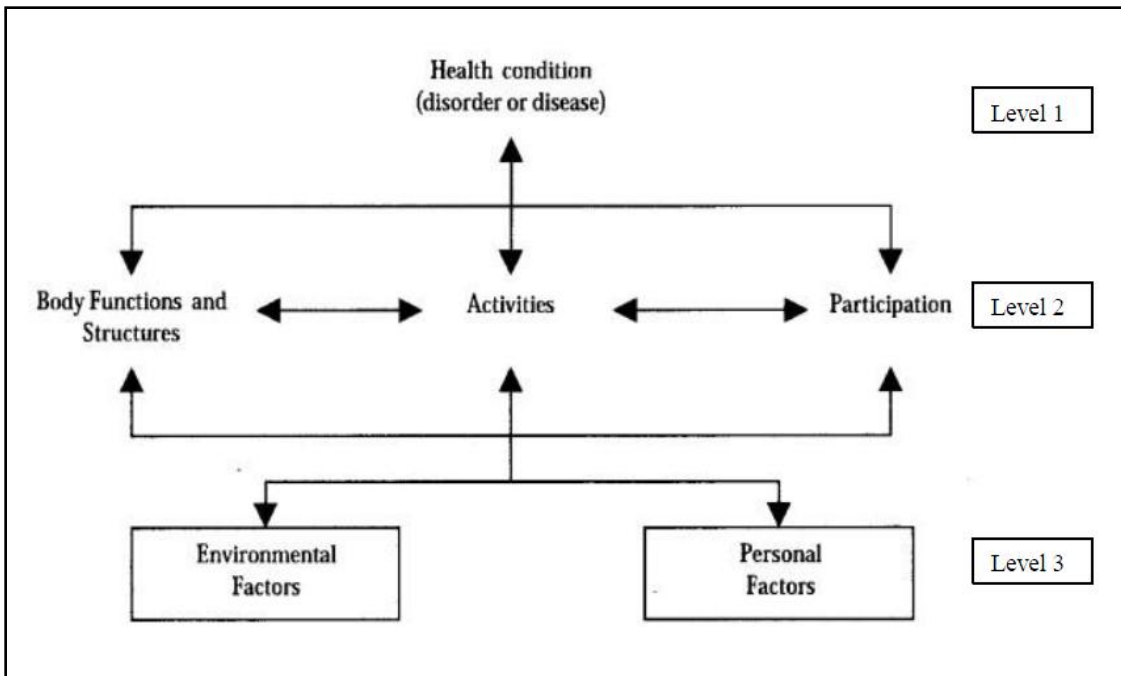 Health condition
(disorder or disease)
Level 1
Body Functions and
Structures
Activities
Participation
Level 2
Environmental
Factors
Personal
Factors
Level 3